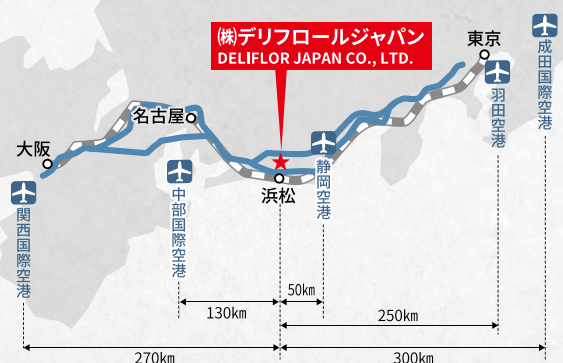 ㈱デリフロールジャパン
DELIFLOR JAPAN CO., LTD.
東京
成田国際空港
羽田空港
名古屋
大阪
静岡空港
浜松
中部国際空港
関西国際空港
50km
130km
250km
270km
300km